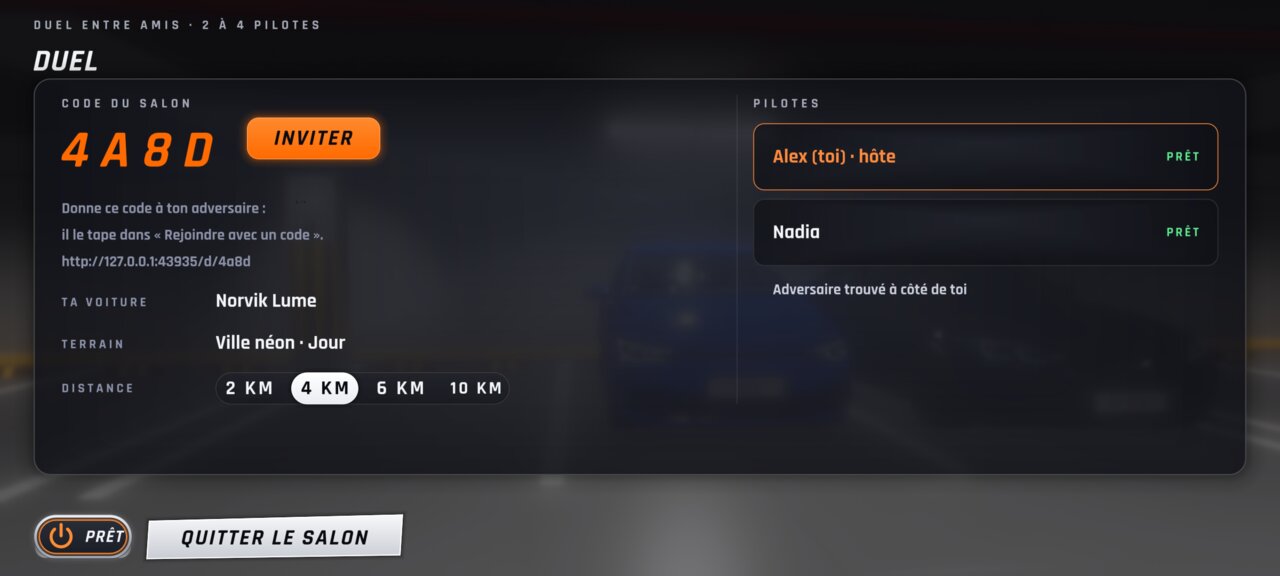 DUEL ENTRE AMIS · 2 À 4 PILOTES
DUEL
CODE DU SALON
4A8D
INVITER
Donne ce code à ton adversaire :
il le tape dans « Rejoindre avec un code ».
http://127.0.0.1:43935/d/4a8d
TA VOITURE Norvik Lume
TERRAIN Ville néon · Jour
DISTANCE 2 KM 4 KM 6 KM 10 KM
PILOTES
Alex (toi) · hôte PRÊT
Nadia PRÊT
Adversaire trouvé à côté de toi
PRÊT
QUITTER LE SALON